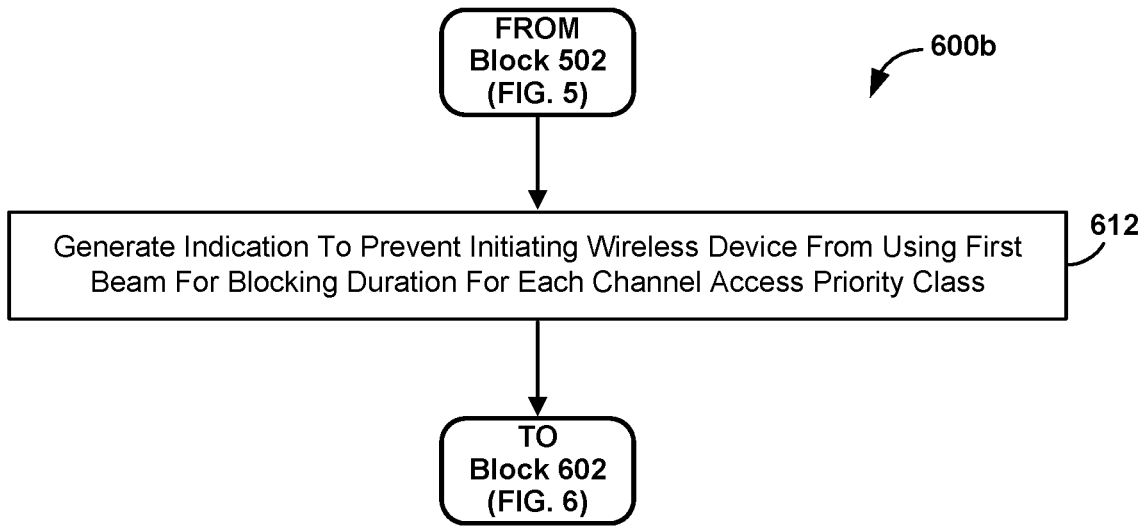 FROM
Block 502
(FIG. 5)
600b
Generate Indication To Prevent Initiating Wireless Device From Using First
Beam For Blocking Duration For Each Channel Access Priority Class
612
TO
Block 602
(FIG. 6)